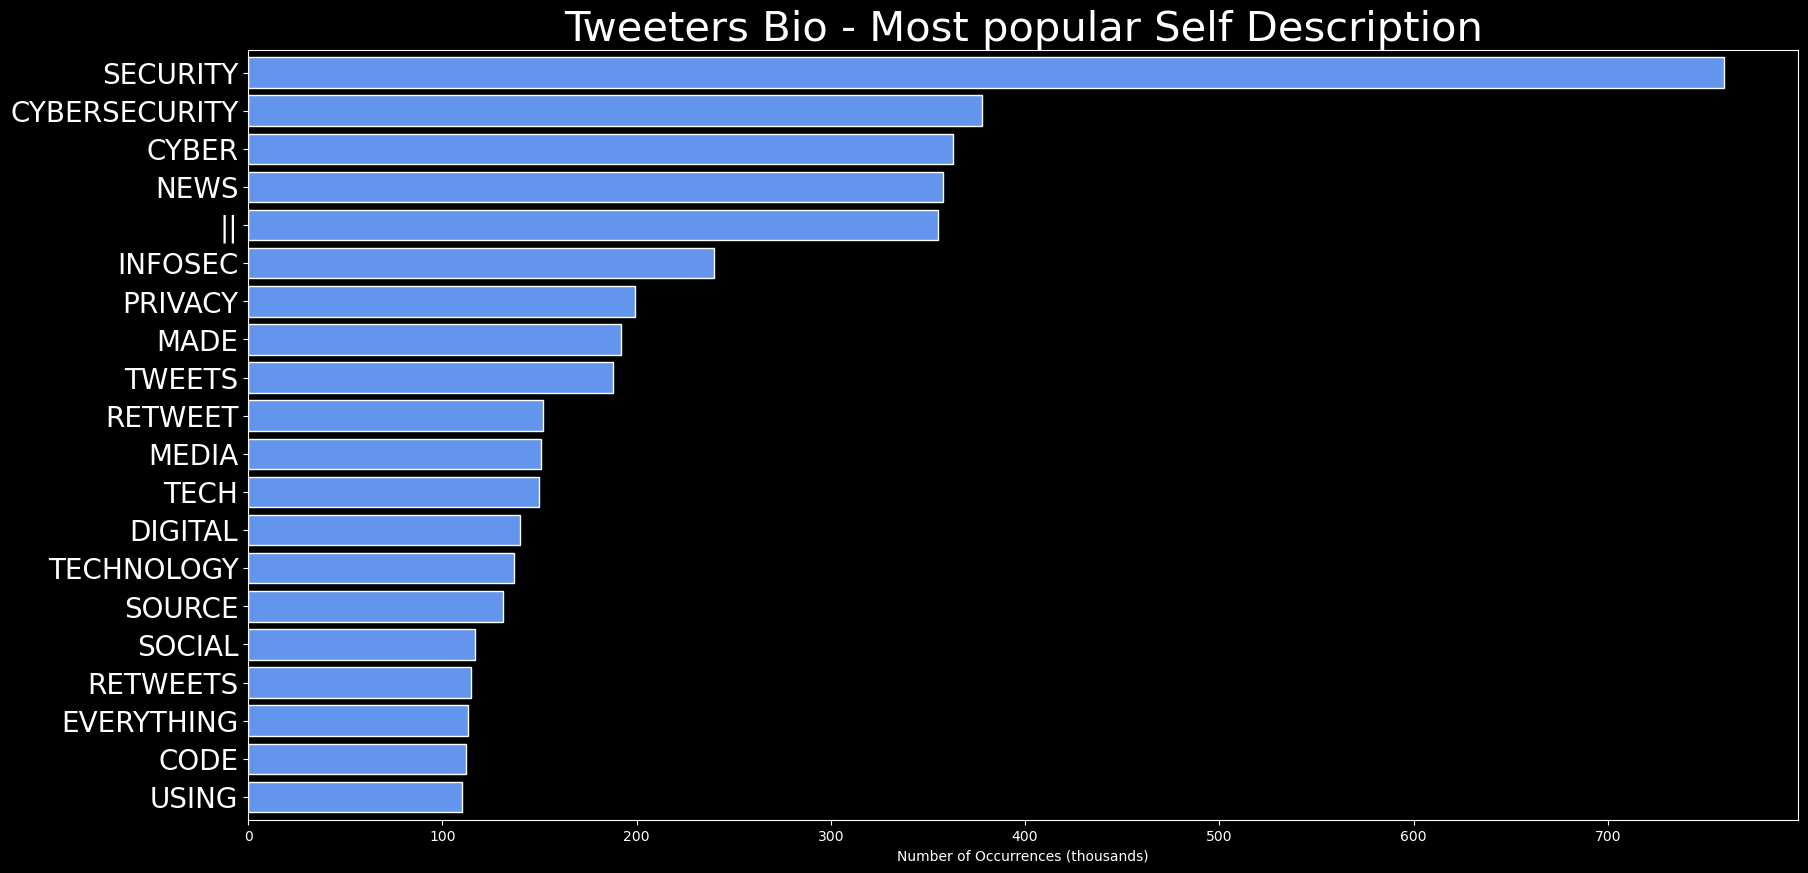 Tweeters Bio - Most popular Self Description
SECURITY
CYBERSECURITY
CYBER
NEWS
||
INFOSEC
PRIVACY
MADE
TWEETS
RETWEET
MEDIA
TECH
DIGITAL
TECHNOLOGY
SOURCE
SOCIAL
RETWEETS
EVERYTHING
CODE
USING
0 100 200 300 400 500 600 700
Number of Occurrences (thousands)